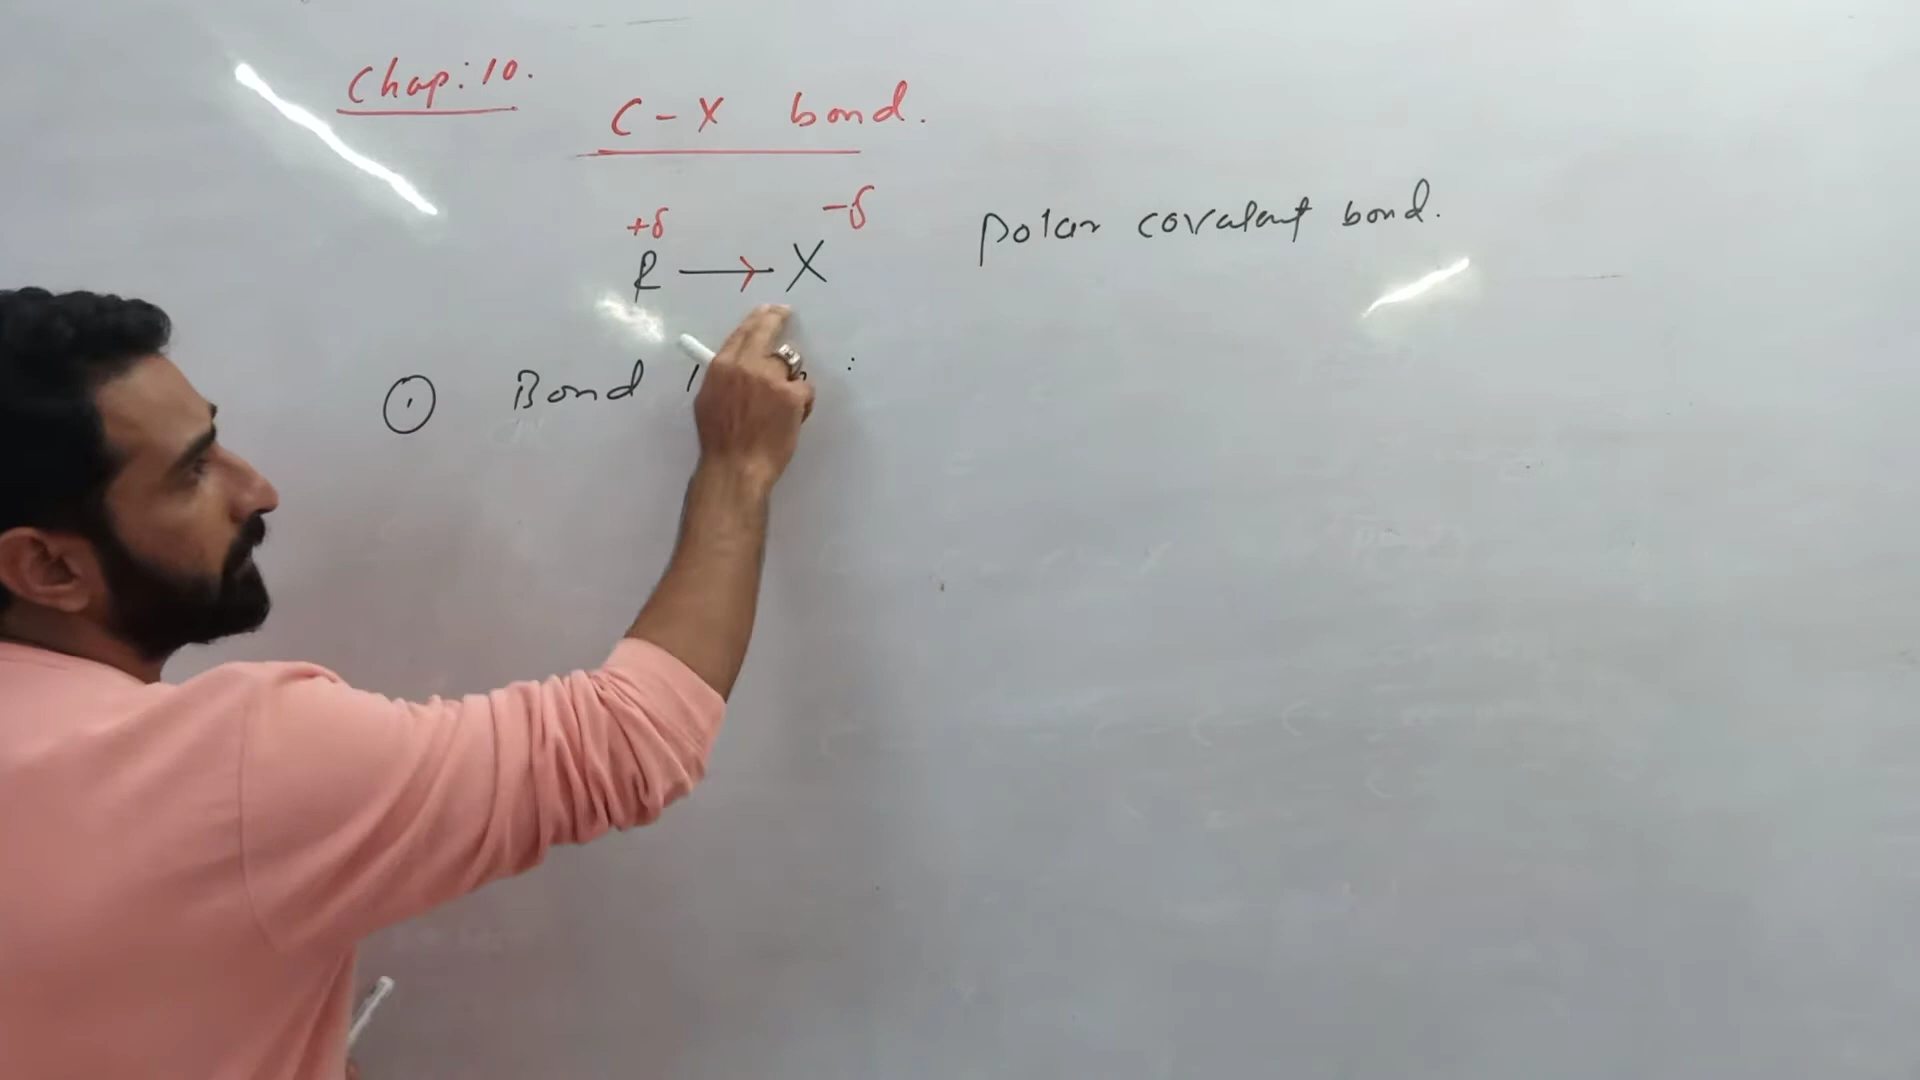 Chap: 10.
C - X bond.
+δ -δ
R → X polar covalent bond.
① Bond :